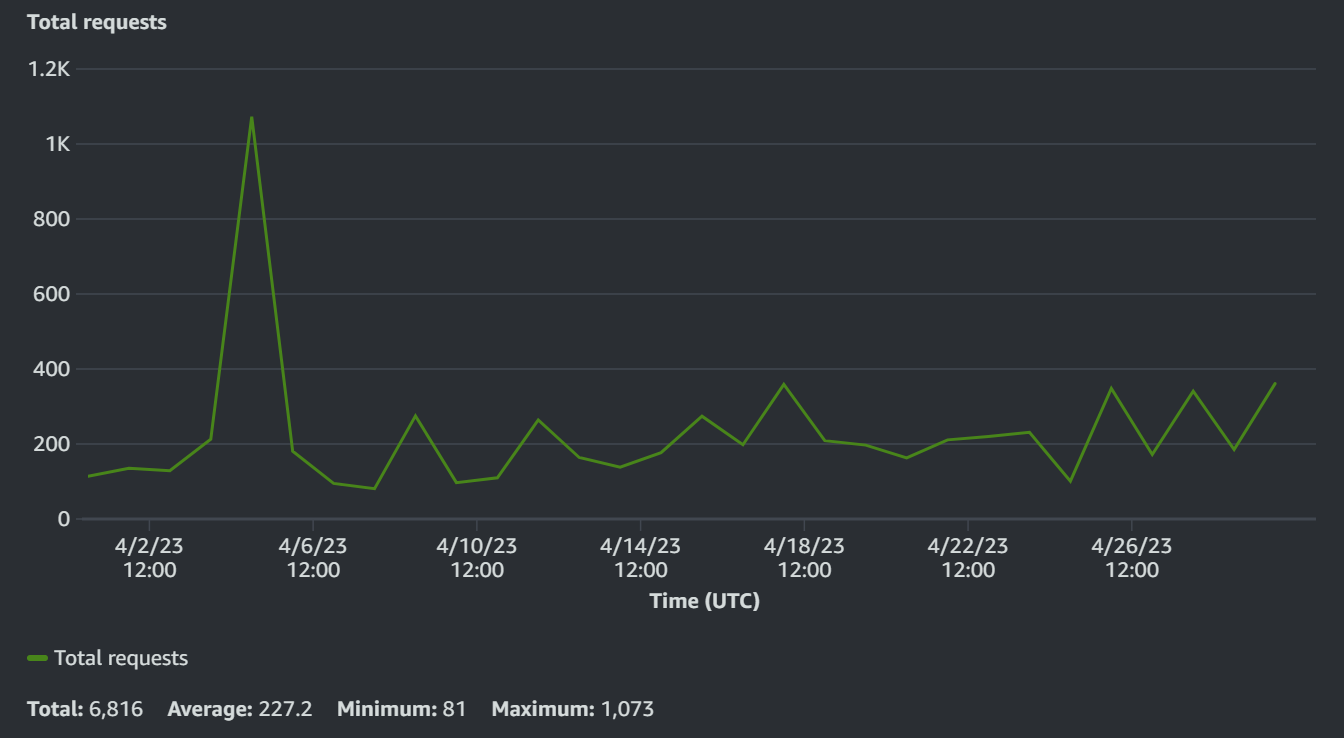 Total requests
1.2K
1K
800
600
400
200
0
4/2/23 4/6/23 4/10/23 4/14/23 4/18/23 4/22/23 4/26/23
12:00 12:00 12:00 12:00 12:00 12:00 12:00
Time (UTC)
Total requests
Total: 6,816 Average: 227.2 Minimum: 81 Maximum: 1,073